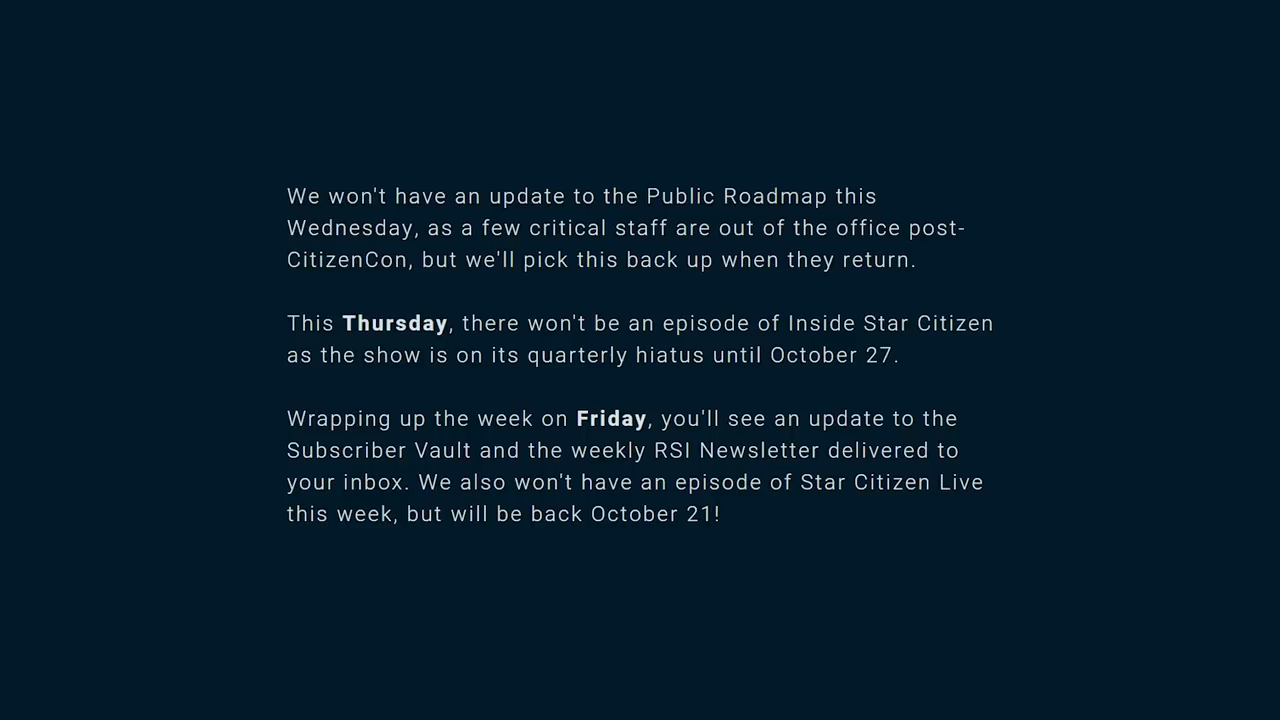 We won't have an update to the Public Roadmap this
Wednesday, as a few critical staff are out of the office post-
CitizenCon, but we'll pick this back up when they return.
This Thursday, there won't be an episode of Inside Star Citizen
as the show is on its quarterly hiatus until October 27.
Wrapping up the week on Friday, you'll see an update to the
Subscriber Vault and the weekly RSI Newsletter delivered to
your inbox. We also won't have an episode of Star Citizen Live
this week, but will be back October 21!